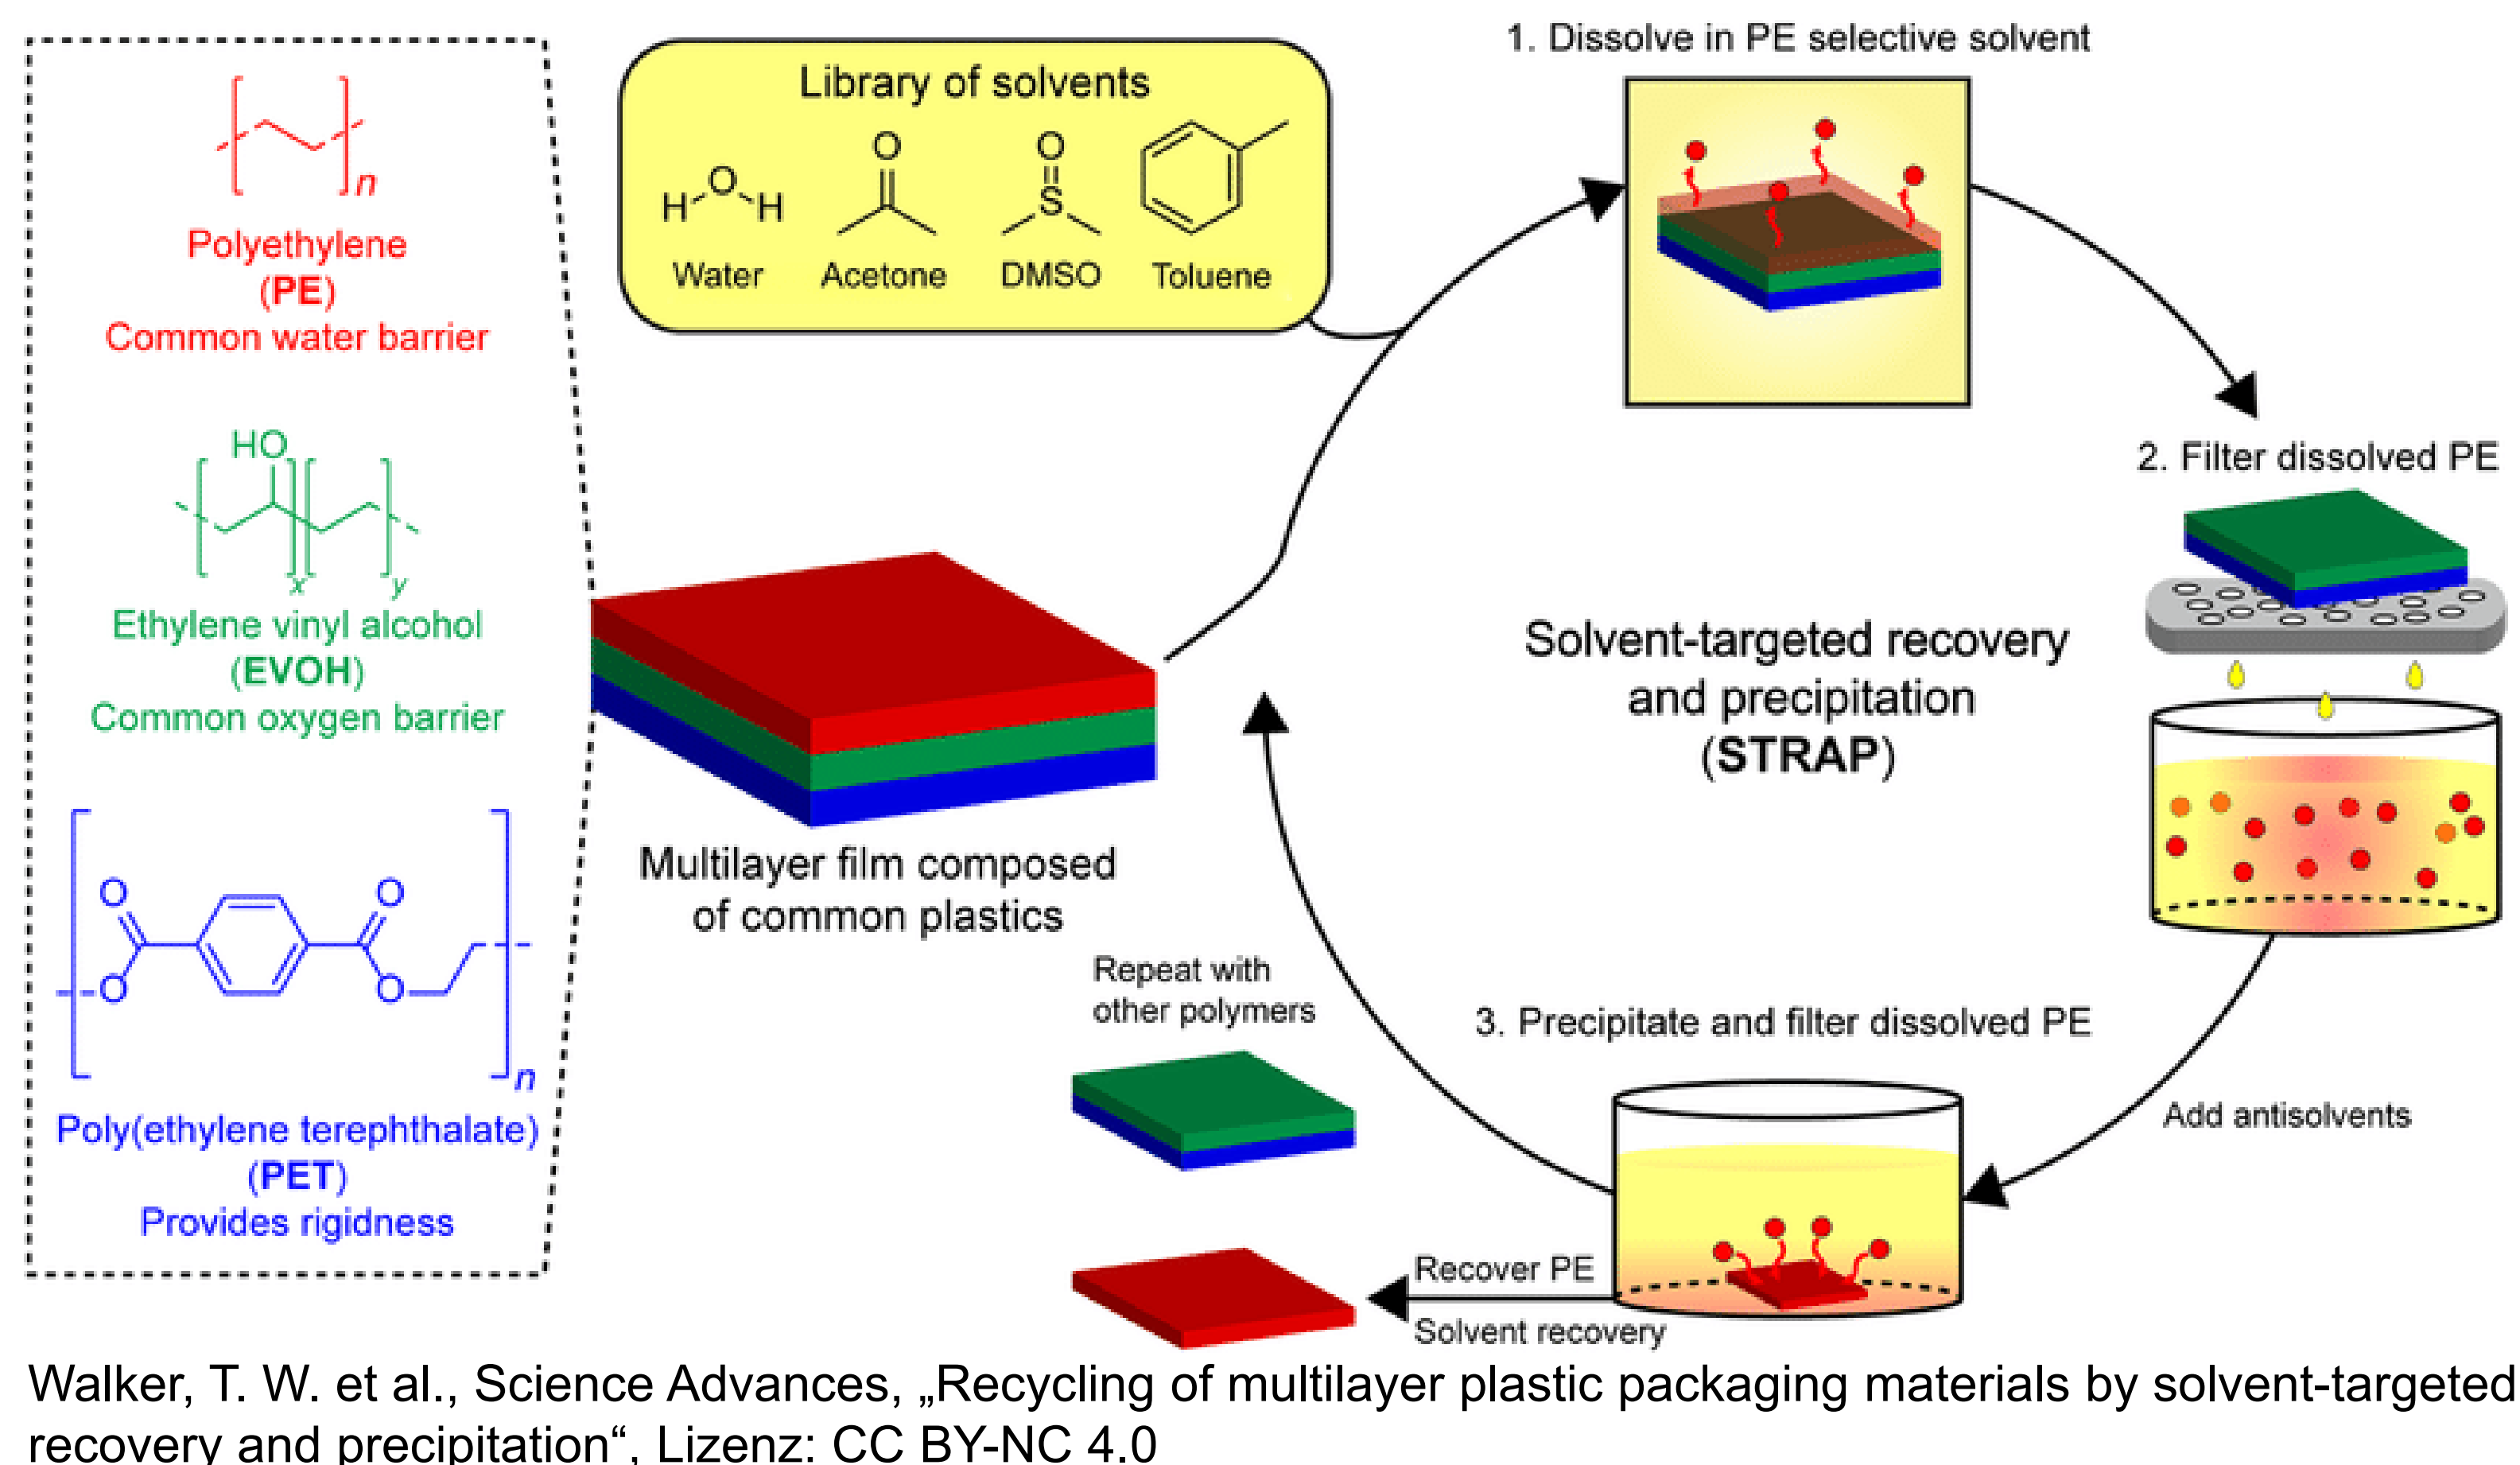 n
Polyethylene
(PE)
Common water barrier
HO
x
y
Ethylene vinyl alcohol
(EVOH)
Common oxygen barrier
O
O
O
O
n
Poly(ethylene terephthalate)
(PET)
Provides rigidness
Library of solvents
H O H
O
O
S
Water
Acetone
DMSO
Toluene
Multilayer film composed
of common plastics
1. Dissolve in PE selective solvent
2. Filter dissolved PE
Solvent-targeted recovery
and precipitation
(STRAP)
Add antisolvents
3. Precipitate and filter dissolved PE
Repeat with
other polymers
Recover PE
Solvent recovery
Walker, T. W. et al., Science Advances, „Recycling of multilayer plastic packaging materials by solvent-targeted
recovery and precipitation“, Lizenz: CC BY-NC 4.0